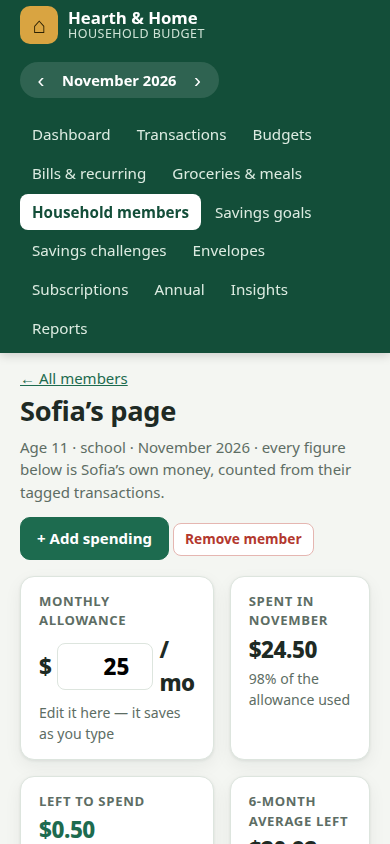 Hearth & Home
HOUSEHOLD BUDGET
‹ November 2026 ›
Dashboard Transactions Budgets
Bills & recurring Groceries & meals
Household members Savings goals
Savings challenges Envelopes
Subscriptions Annual Insights
Reports
← All members
Sofia’s page
Age 11 · school · November 2026 · every figure
below is Sofia’s own money, counted from their
tagged transactions.
+ Add spending Remove member
MONTHLY
ALLOWANCE
$ 25 /
mo
Edit it here — it saves
as you type
SPENT IN
NOVEMBER
$24.50
98% of the
allowance used
LEFT TO SPEND
$0.50
6-MONTH
AVERAGE LEFT